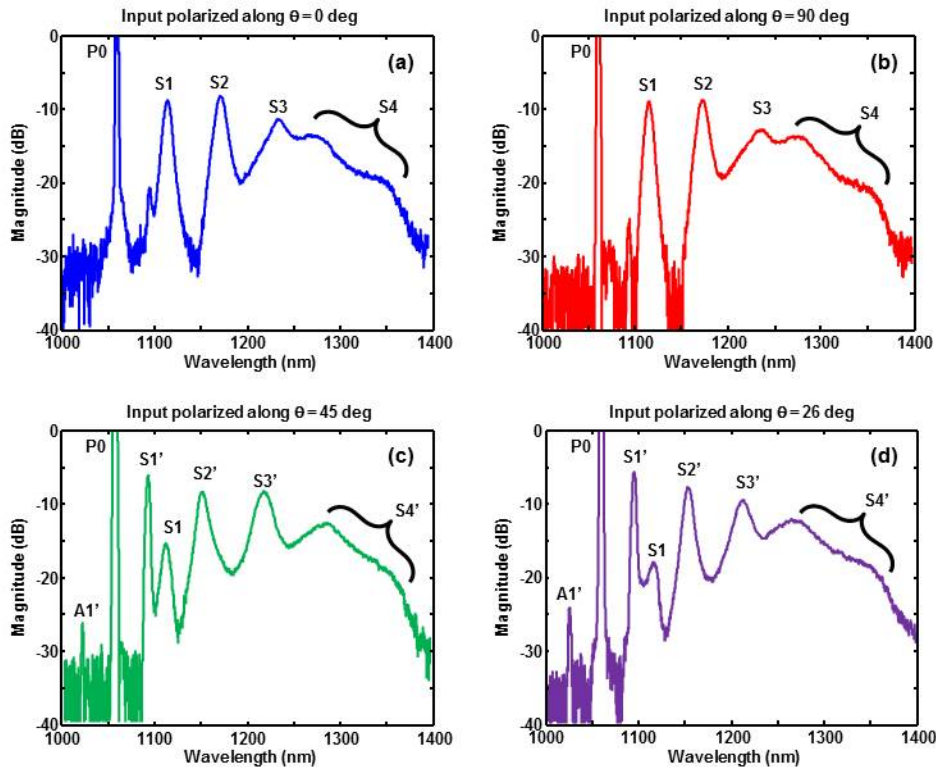 Input polarized along θ = 0 deg
Input polarized along θ = 90 deg
0
P0
(a)
S1
S2
S3
S4
-10
-20
-30
-40
Magnitude (dB)
1000 1100 1200 1300 1400
Wavelength (nm)
0
P0
(b)
S1
S2
S3
S4
-10
-20
-30
-40
Magnitude (dB)
1000 1100 1200 1300 1400
Wavelength (nm)
Input polarized along θ = 45 deg
Input polarized along θ = 26 deg
0
P0
(c)
S1'
S2'
S3'
S1
S4'
A1'
-10
-20
-30
-40
Magnitude (dB)
1000 1100 1200 1300 1400
Wavelength (nm)
0
P0
(d)
S1'
S2'
S3'
S1
S4'
A1'
-10
-20
-30
-40
Magnitude (dB)
1000 1100 1200 1300 1400
Wavelength (nm)